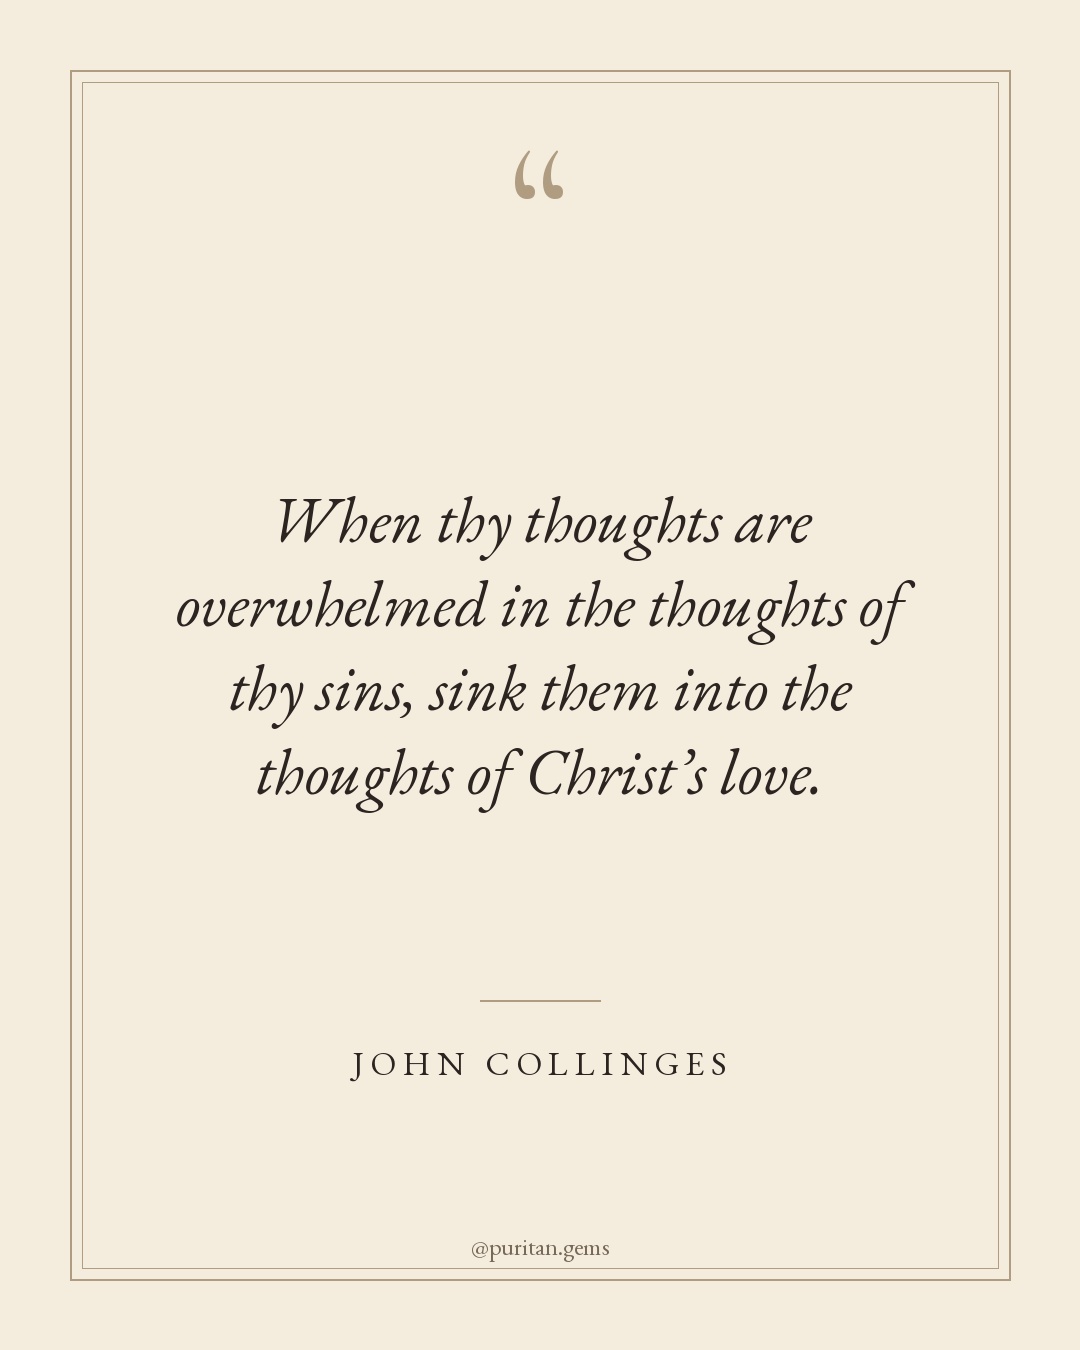 “
When thy thoughts are
overwhelmed in the thoughts of
thy sins, sink them into the
thoughts of Christ’s love.
JOHN COLLINGES
@puritan.gems